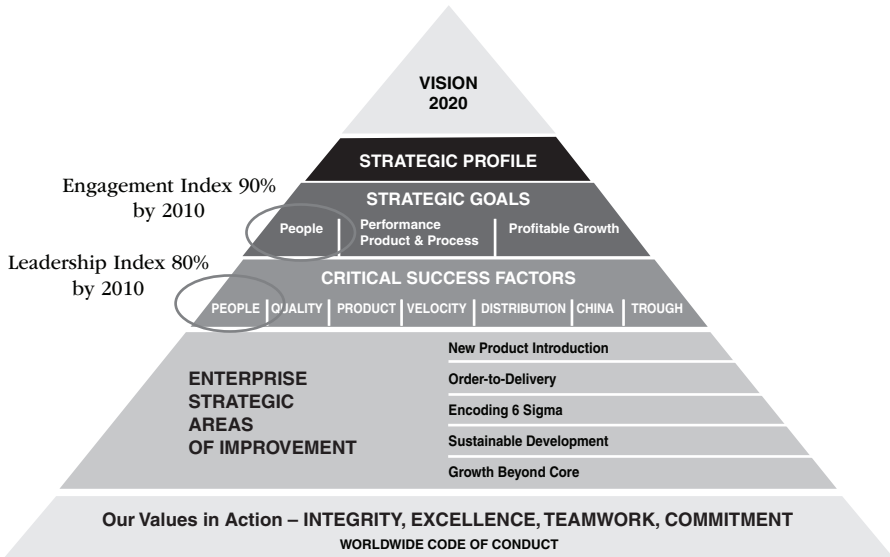 VISION
2020
STRATEGIC PROFILE
Engagement Index 90%
by 2010
STRATEGIC GOALS
People
Performance
Product & Process
Profitable Growth
Leadership Index 80%
by 2010
CRITICAL SUCCESS FACTORS
PEOPLE QUALITY PRODUCT VELOCITY DISTRIBUTION CHINA TROUGH
ENTERPRISE
STRATEGIC
AREAS
OF IMPROVEMENT
New Product Introduction
Order-to-Delivery
Encoding 6 Sigma
Sustainable Development
Growth Beyond Core
Our Values in Action – INTEGRITY, EXCELLENCE, TEAMWORK, COMMITMENT
WORLDWIDE CODE OF CONDUCT